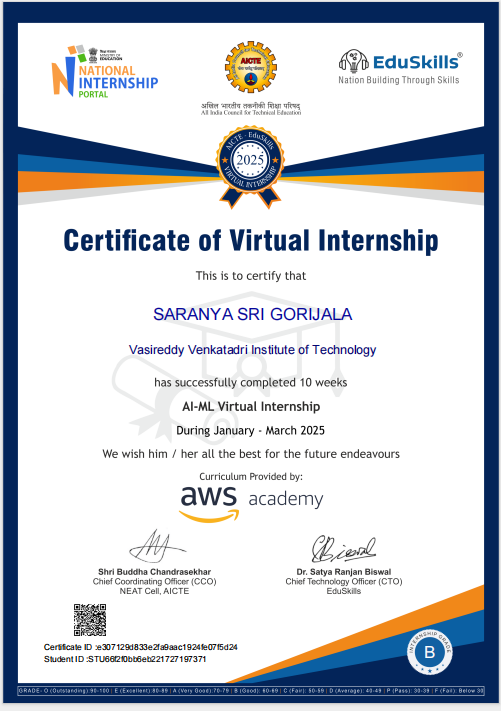 शिक्षा मंत्रालय
MINISTRY OF
EDUCATION
NATIONAL
INTERNSHIP
PORTAL
AICTE
अखिल भारतीय तकनीकी शिक्षा परिषद्
All India Council for Technical Education
EduSkills®
Nation Building Through Skills
AICTE - EduSkills
2025
VIRTUAL INTERNSHIP
Certificate of Virtual Internship
This is to certify that
SARANYA SRI GORIJALA
Vasireddy Venkatadri Institute of Technology
has successfully completed 10 weeks
AI-ML Virtual Internship
During January - March 2025
We wish him / her all the best for the future endeavours
Curriculum Provided by:
aws academy
Shri Buddha Chandrasekhar
Chief Coordinating Officer (CCO)
NEAT Cell, AICTE
Dr. Satya Ranjan Biswal
Chief Technology Officer (CTO)
EduSkills
Certificate ID :e307129d833e2fa9aac1924fe07f5d24
Student ID :STU66f2f0bb6eb221727197371
INTERNSHIP GRADE
B
GRADE- O (Outstanding):90-100 | E (Excellent):80-89 | A (Very Good):70-79 | B (Good): 60-69 | C (Fair): 50-59 | D (Average): 40-49 | P (Pass): 30-39 | F (Fail): Below 30